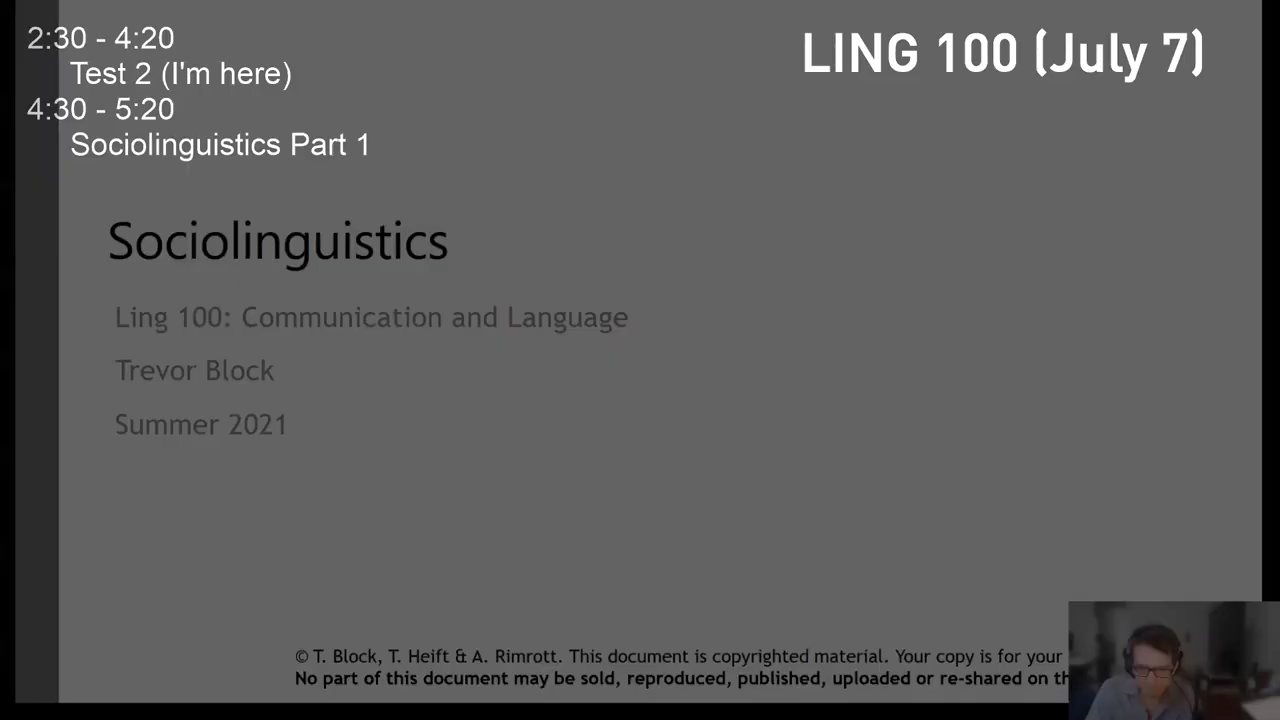 2:30 - 4:20
Test 2 (I'm here)
4:30 - 5:20
Sociolinguistics Part 1
LING 100 (July 7)
Sociolinguistics
Ling 100: Communication and Language
Trevor Block
Summer 2021
© T. Block, T. Heift & A. Rimrott. This document is copyrighted material. Your copy is for your
No part of this document may be sold, reproduced, published, uploaded or re-shared on